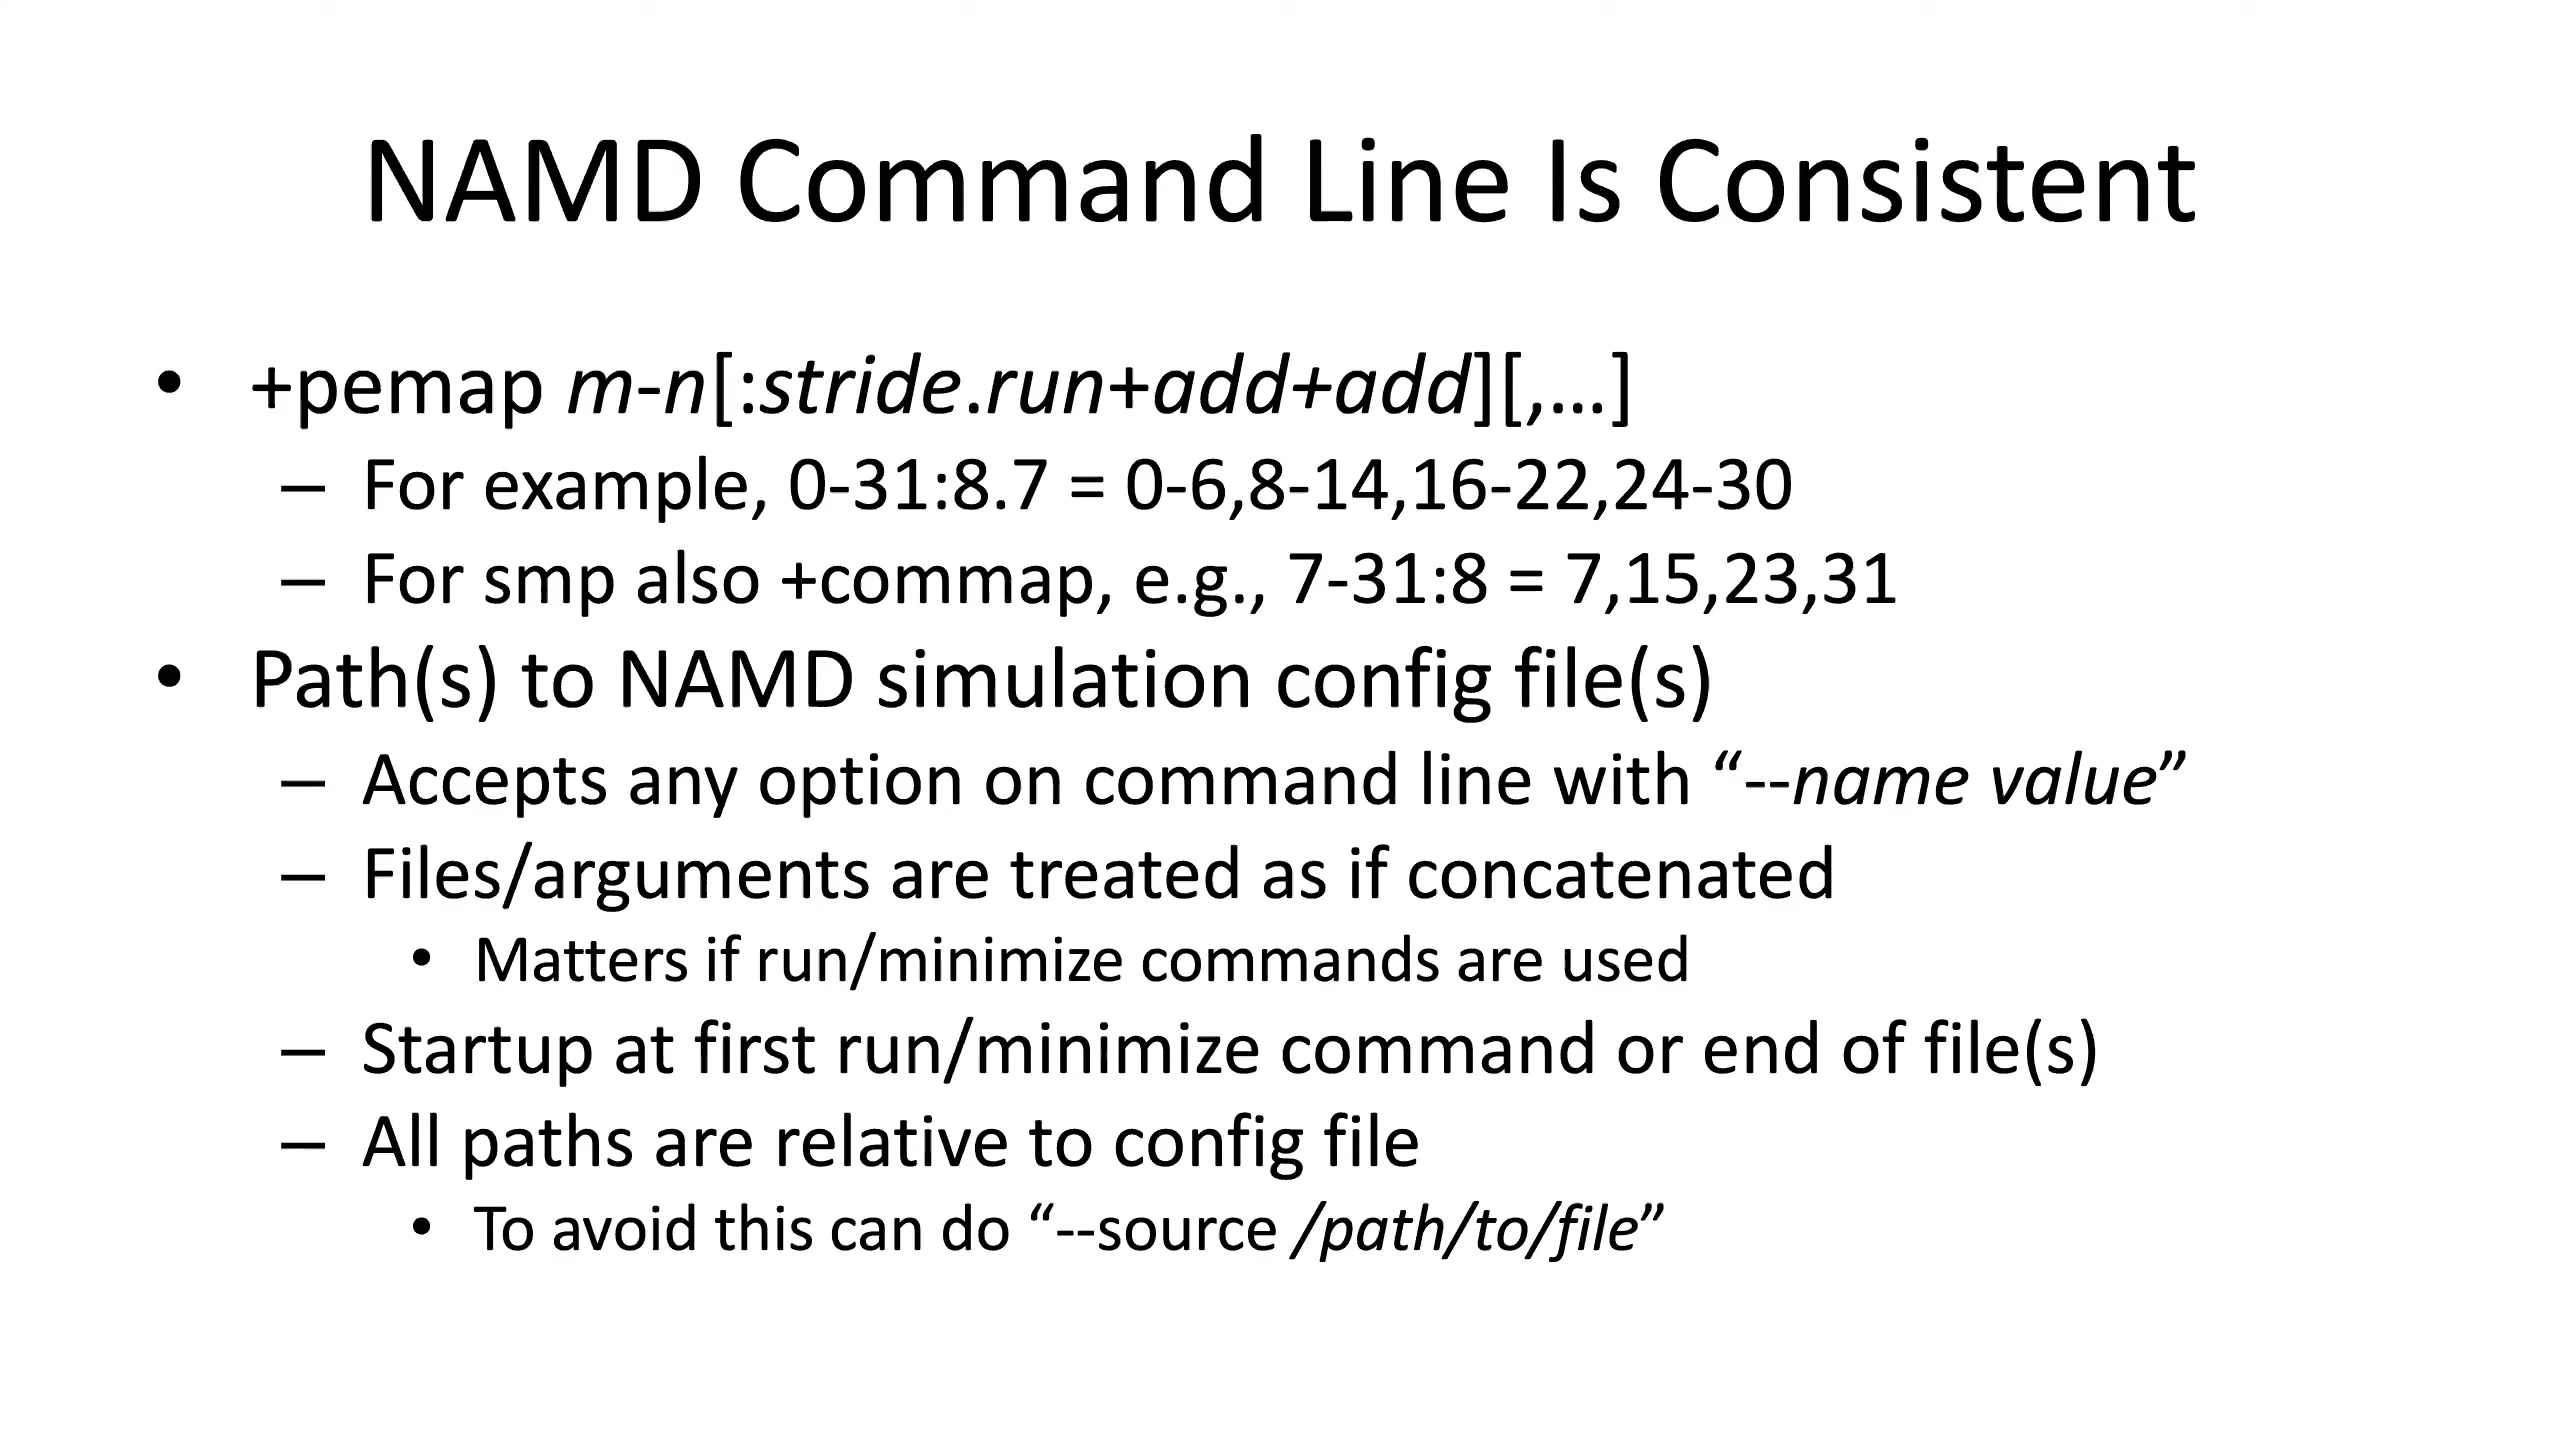 NAMD Command Line Is Consistent
• +pemap m-n[:stride.run+add+add][,…]
– For example, 0-31:8.7 = 0-6,8-14,16-22,24-30
– For smp also +commap, e.g., 7-31:8 = 7,15,23,31
• Path(s) to NAMD simulation config file(s)
– Accepts any option on command line with “--name value”
– Files/arguments are treated as if concatenated
• Matters if run/minimize commands are used
– Startup at first run/minimize command or end of file(s)
– All paths are relative to config file
• To avoid this can do “--source /path/to/file”